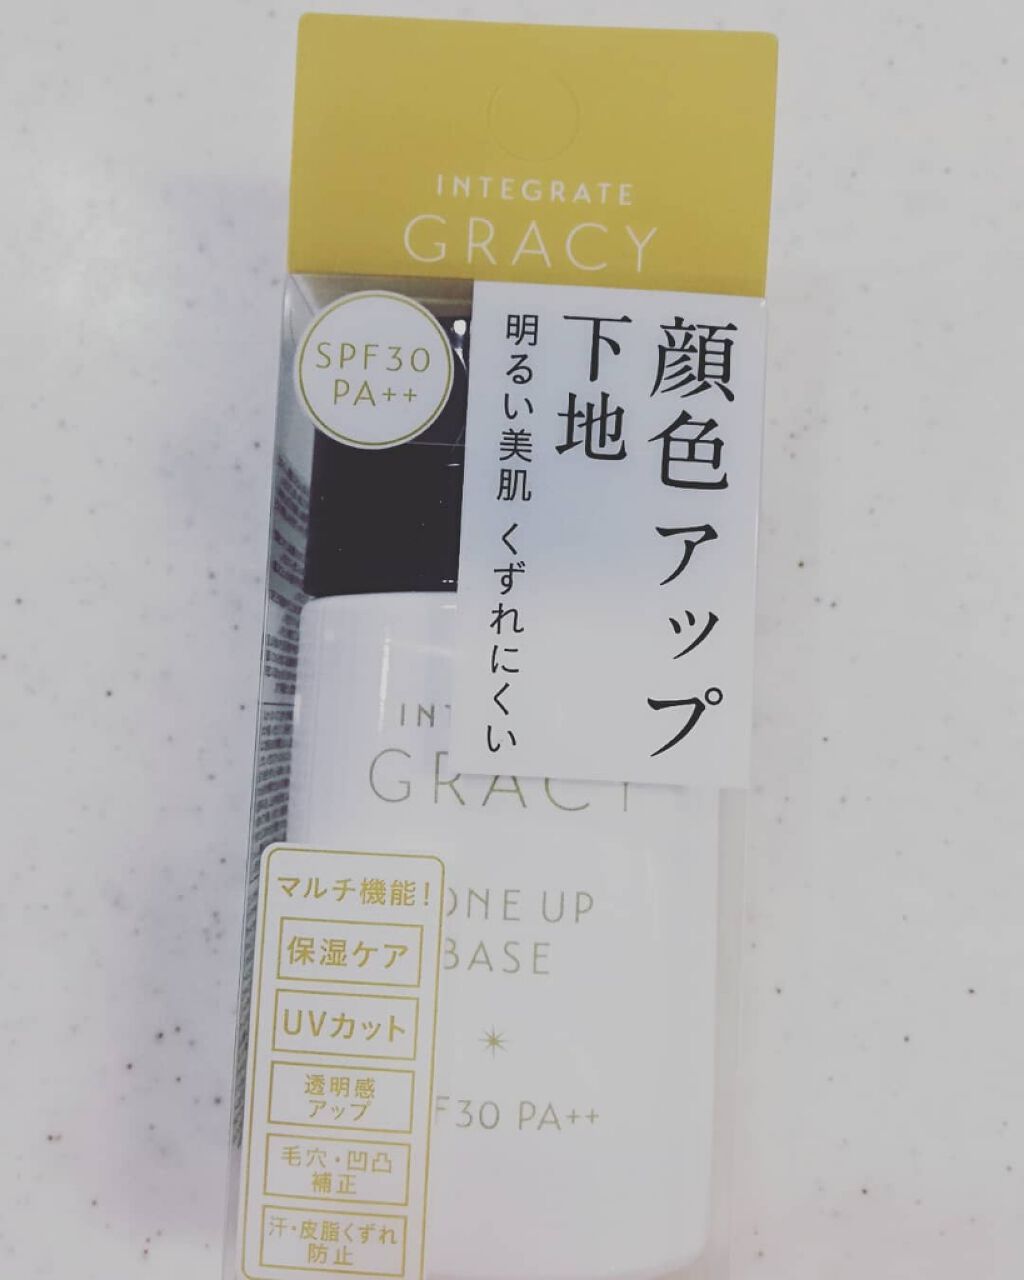 INTEGRATE
GRACY
SPF30
PA++
顔色アップ
下地
明るい美肌 くずれにくい
INT
GRACY
ONE UP
BASE
F30 PA++
マルチ機能!
保湿ケア
UVカット
透明感
アップ
毛穴・凹凸
補正
汗・皮脂くずれ
防止